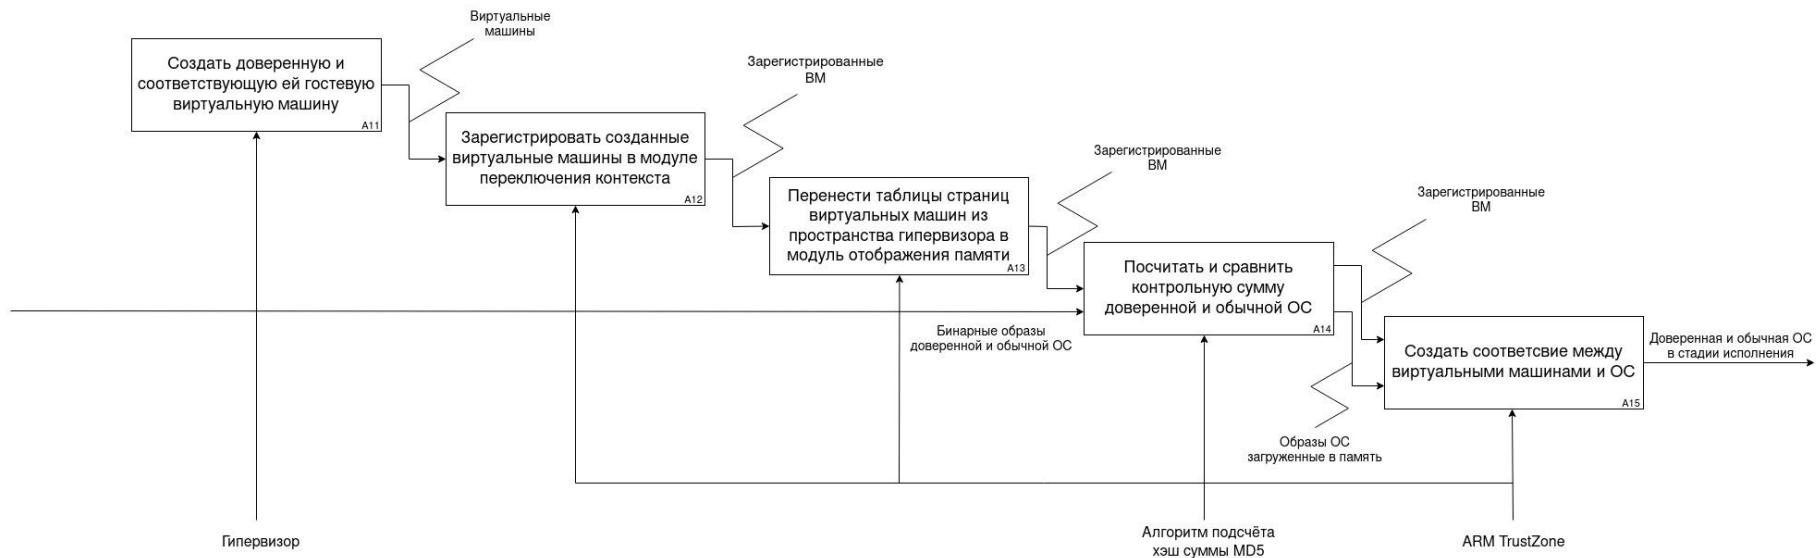 Виртуальные
машины
Создать доверенную и
соответствующую ей гостевую
виртуальную машину
A11
Зарегистрированные
ВМ
Зарегистрировать созданные
виртуальные машины в модуле
переключения контекста
A12
Зарегистрированные
ВМ
Перенести таблицы страниц
виртуальных машин из
пространства гипервизора в
модуль отображения памяти
A13
Зарегистрированные
ВМ
Посчитать и сравнить
контрольную сумму
доверенной и обычной ОС
A14
Бинарные образы
доверенной и обычной ОС
Создать соответсвие между
виртуальными машинами и ОС
A15
Доверенная и обычная ОС
в стадии исполнения
Образы ОС
загруженные в память
Гипервизор
Алгоритм подсчёта
хэш суммы MD5
ARM TrustZone